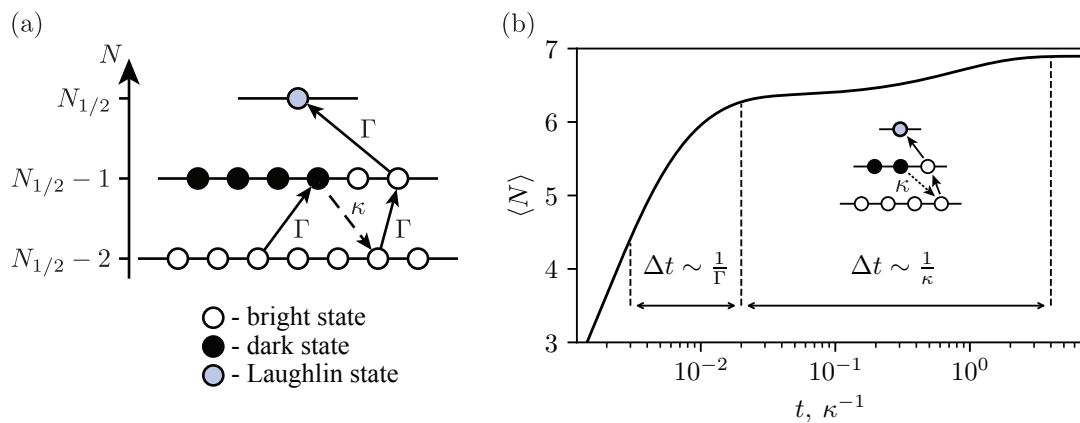 (a)
N
N_{1/2}
Γ
N_{1/2} − 1
κ
Γ
Γ
N_{1/2} − 2
- bright state
- dark state
- Laughlin state
(b)
⟨N⟩
7
6
5
4
3
κ
Δt ∼ 1/Γ
Δt ∼ 1/κ
10^{−2}
10^{−1}
10^{0}
t, κ^{−1}